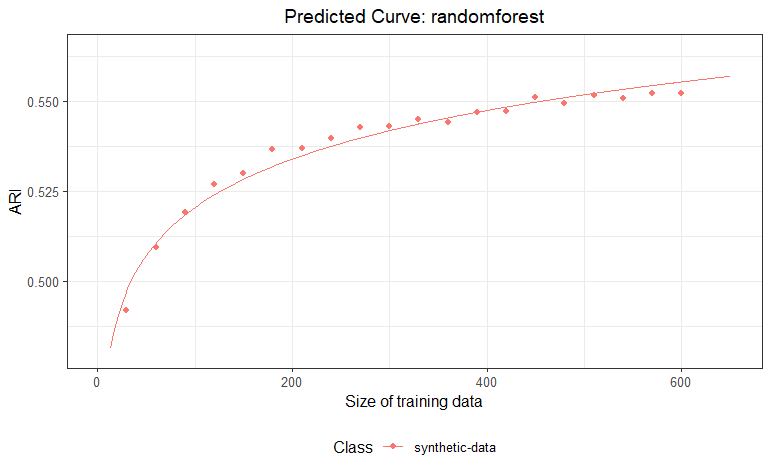 Predicted Curve: randomforest
0.550
0.525
0.500
ARI
0 200 400 600
Size of training data
Class synthetic-data